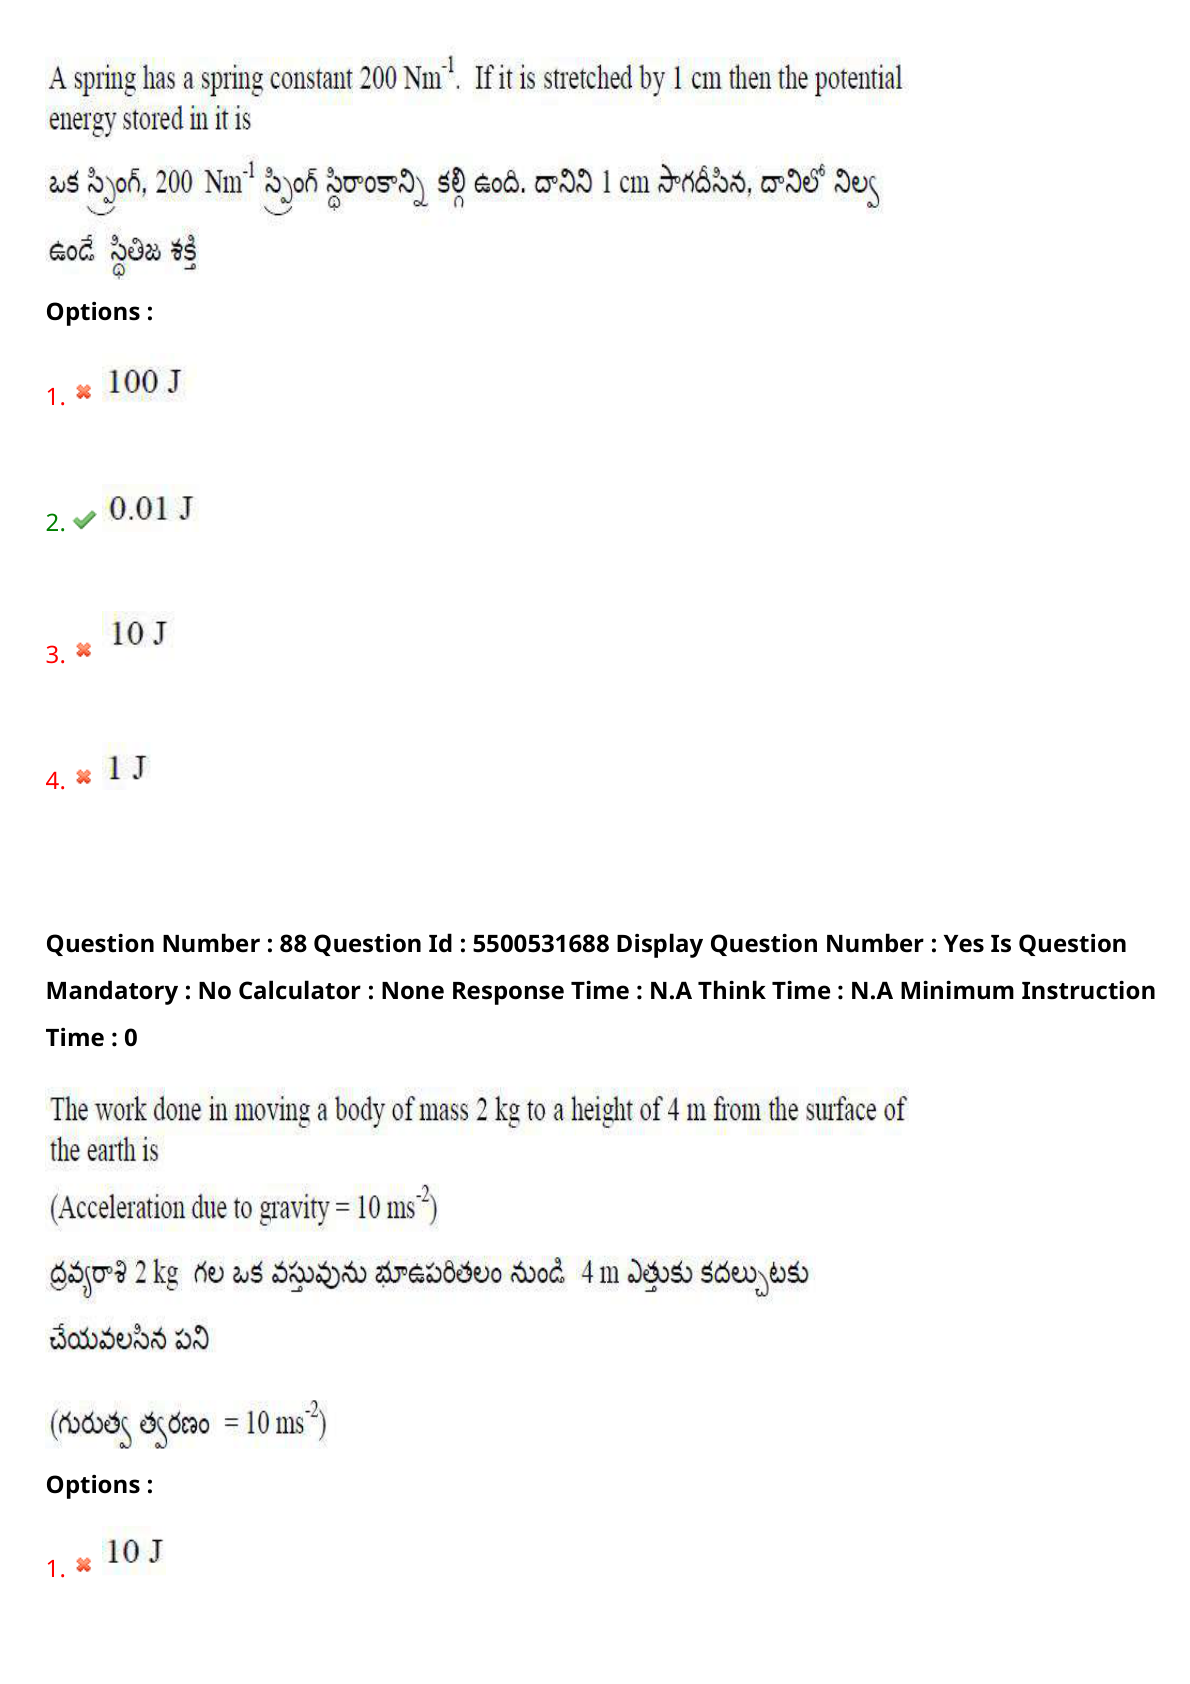 A spring has a spring constant 200 Nm⁻¹. If it is stretched by 1 cm then the potential
energy stored in it is
ఒక స్ప్రింగ్, 200 Nm⁻¹ స్ప్రింగ్ స్థిరాంకాన్ని కల్గి ఉంది. దానిని 1 cm సాగదీసిన, దానిలో నిల్వ
ఉండే స్థితిజ శక్తి
Options :
1. ✖ 100 J
2. ✔ 0.01 J
3. ✖ 10 J
4. ✖ 1 J
Question Number : 88 Question Id : 5500531688 Display Question Number : Yes Is Question
Mandatory : No Calculator : None Response Time : N.A Think Time : N.A Minimum Instruction
Time : 0
The work done in moving a body of mass 2 kg to a height of 4 m from the surface of
the earth is
(Acceleration due to gravity = 10 ms⁻²)
ద్రవ్యరాశి 2 kg గల ఒక వస్తువును భూఉపరితలం నుండి 4 m ఎత్తుకు కదల్చుటకు
చేయవలసిన పని
(గురుత్వ త్వరణం = 10 ms⁻²)
Options :
1. ✖ 10 J